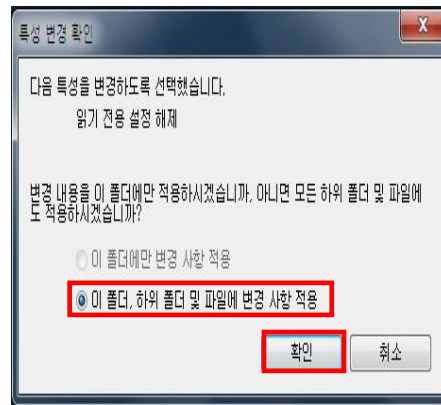 특성 변경 확인
다음 특성을 변경하도록 선택했습니다.
읽기 전용 설정 해제
변경 내용을 이 폴더에만 적용하시겠습니까, 아니면 모든 하위 폴더 및 파일에
도 적용하시겠습니까?
이 폴더에만 변경 사항 적용
이 폴더, 하위 폴더 및 파일에 변경 사항 적용
확인 취소